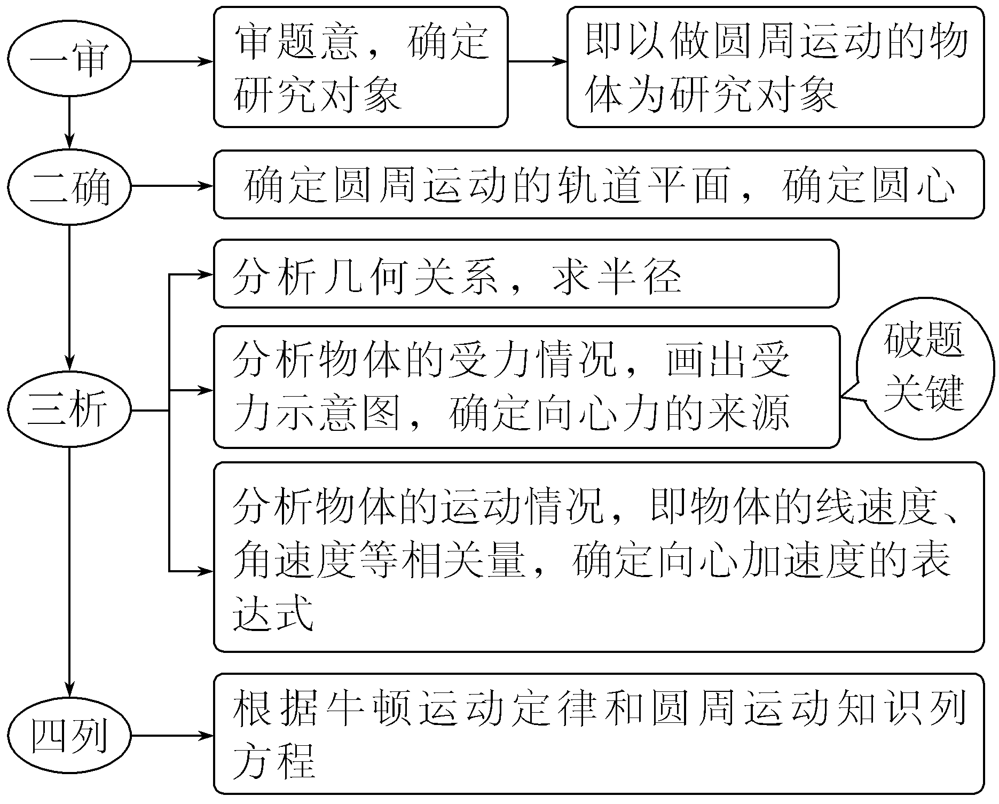 一审
审题意，确定
研究对象
即以做圆周运动的物
体为研究对象
二确
确定圆周运动的轨道平面，确定圆心
三析
分析几何关系，求半径
分析物体的受力情况，画出受
力示意图，确定向心力的来源
破题
关键
分析物体的运动情况，即物体的线速度、
角速度等相关量，确定向心加速度的表
达式
四列
根据牛顿运动定律和圆周运动知识列
方程